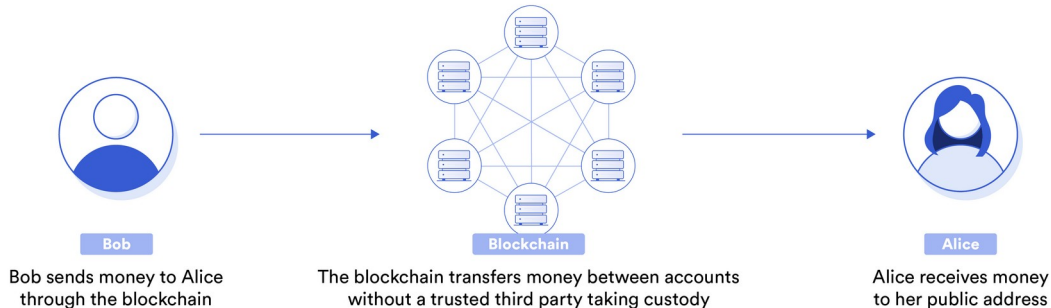 Bob
Bob sends money to Alice
through the blockchain
Blockchain
The blockchain transfers money between accounts
without a trusted third party taking custody
Alice
Alice receives money
to her public address